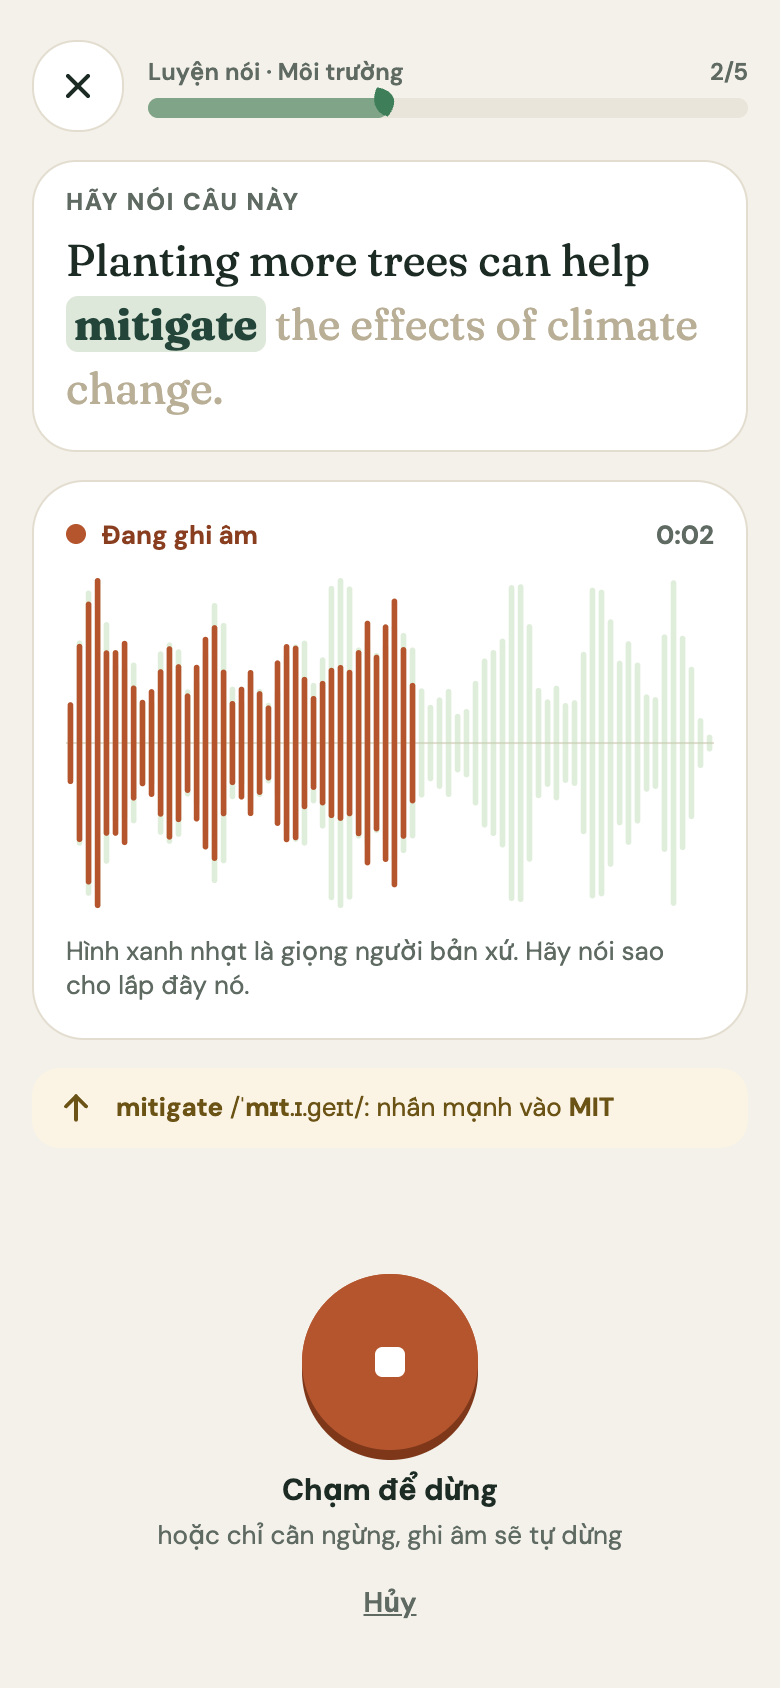 Luyện nói · Môi trường
2/5
HÃY NÓI CÂU NÀY
Planting more trees can help
mitigate the effects of climate
change.
Đang ghi âm
0:02
Hình xanh nhạt là giọng người bản xứ. Hãy nói sao
cho lấp đầy nó.
mitigate /ˈmɪt.ɪ.geɪt/: nhấn mạnh vào MIT
Chạm để dừng
hoặc chỉ cần ngừng, ghi âm sẽ tự dừng
Hủy